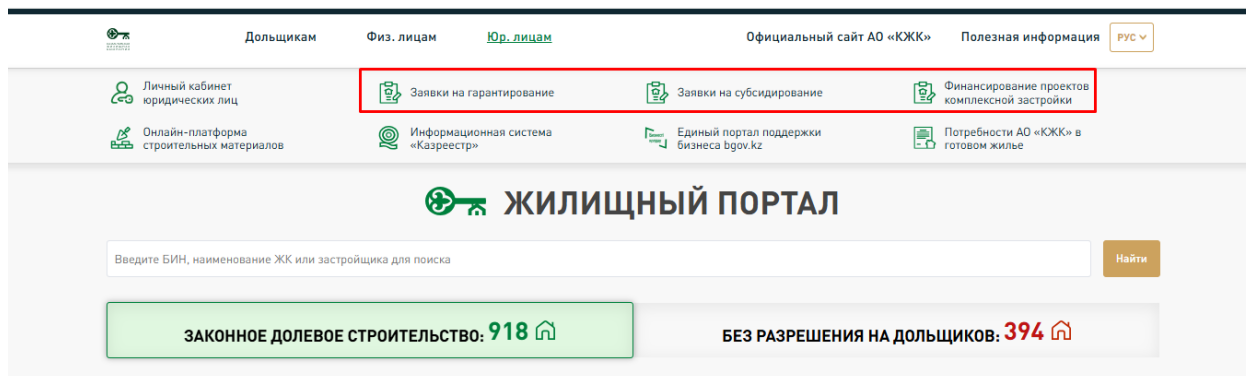 Дольщикам Физ. лицам Юр. лицам Официальный сайт АО «КЖК» Полезная информация РУС
Личный кабинет
юридических лиц
Заявки на гарантирование
Заявки на субсидирование
Финансирование проектов
комплексной застройки
Онлайн-платформа
строительных материалов
Информационная система
«Казреестр»
Единый портал поддержки
бизнеса bgov.kz
Потребности АО «КЖК» в
готовом жилье
ЖИЛИЩНЫЙ ПОРТАЛ
Введите БИН, наименование ЖК или застройщика для поиска
Найти
ЗАКОННОЕ ДОЛЕВОЕ СТРОИТЕЛЬСТВО: 918
БЕЗ РАЗРЕШЕНИЯ НА ДОЛЬЩИКОВ: 394